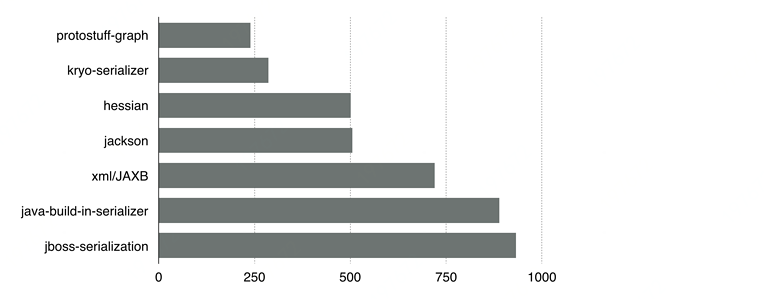 protostuff-graph
kryo-serializer
hessian
jackson
xml/JAXB
java-build-in-serializer
jboss-serialization
0 250 500 750 1000